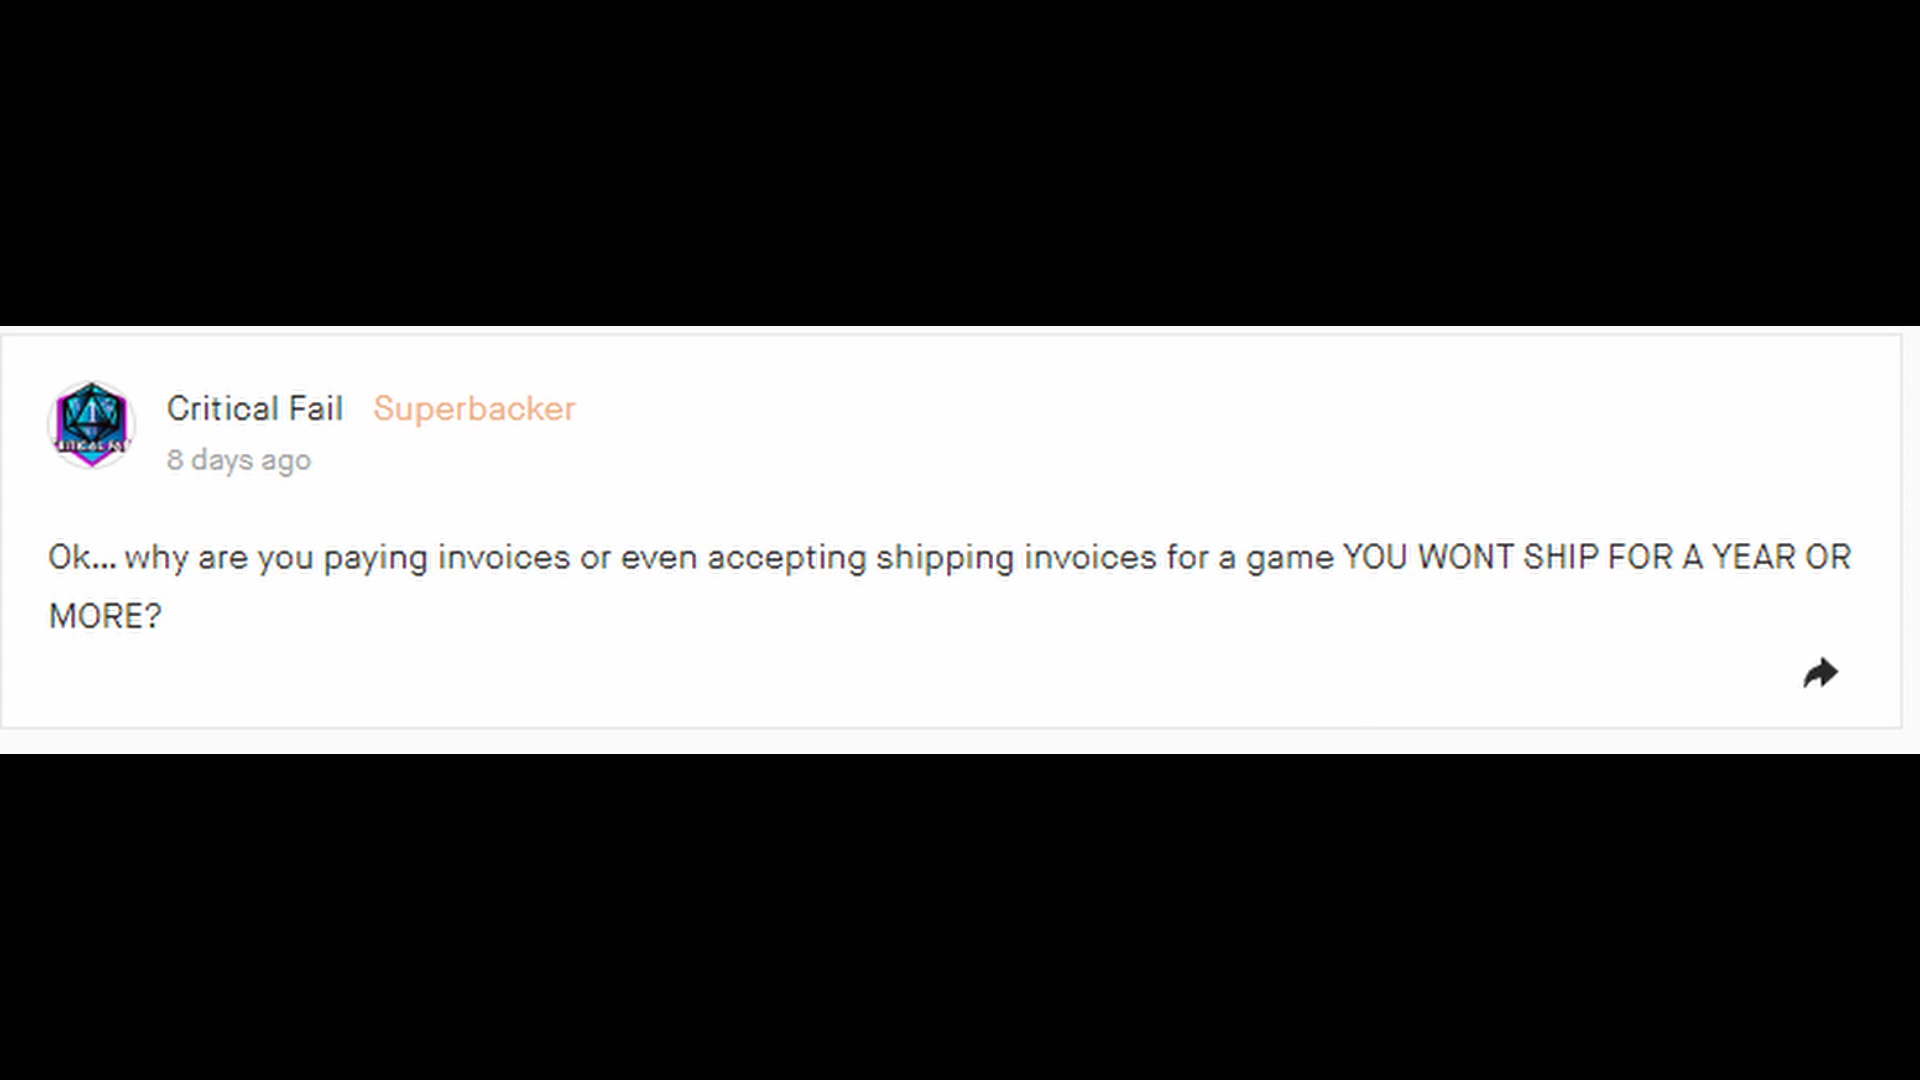 Critical Fail Superbacker
8 days ago
Ok... why are you paying invoices or even accepting shipping invoices for a game YOU WONT SHIP FOR A YEAR OR
MORE?